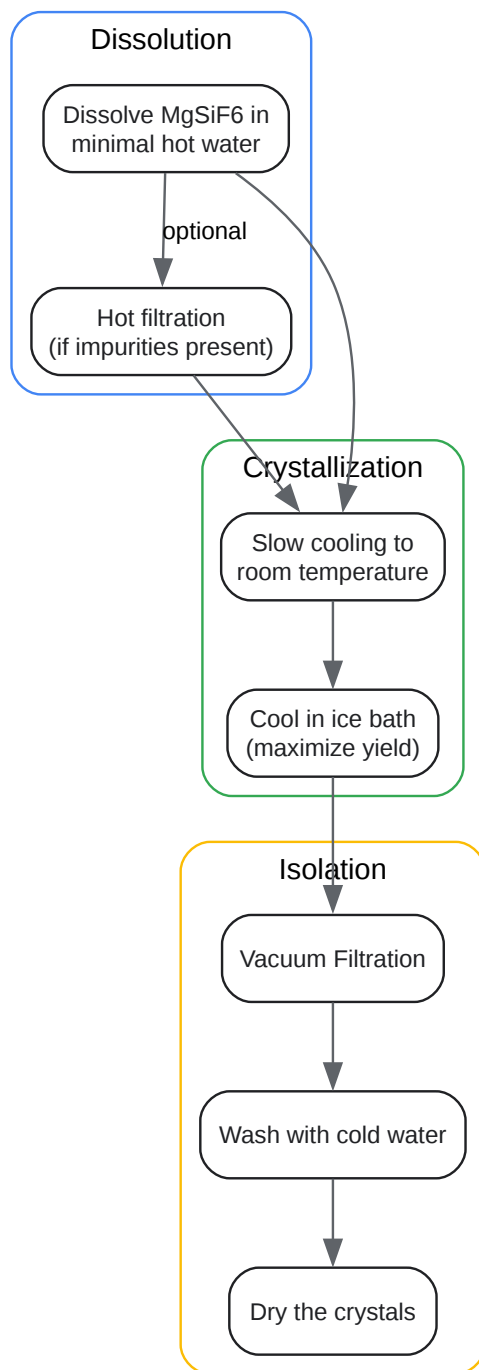 Dissolution
Dissolve MgSiF6 in
minimal hot water
optional
Hot filtration
(if impurities present)
Crystallization
Slow cooling to
room temperature
Cool in ice bath
(maximize yield)
Isolation
Vacuum Filtration
Wash with cold water
Dry the crystals